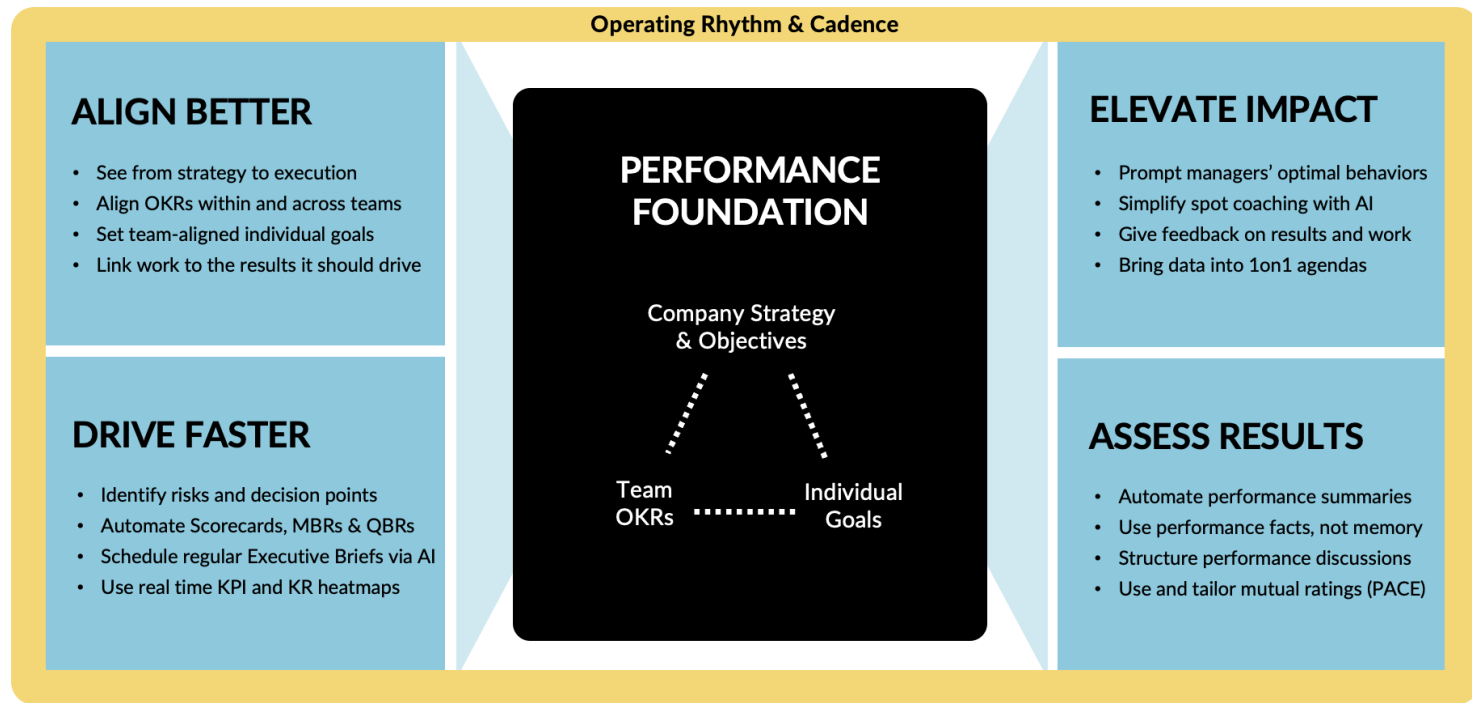 Operating Rhythm & Cadence
ALIGN BETTER
• See from strategy to execution
• Align OKRs within and across teams
• Set team-aligned individual goals
• Link work to the results it should drive
DRIVE FASTER
• Identify risks and decision points
• Automate Scorecards, MBRs & QBRs
• Schedule regular Executive Briefs via AI
• Use real time KPI and KR heatmaps
PERFORMANCE
FOUNDATION
Company Strategy
& Objectives
Team
OKRs
Individual
Goals
ELEVATE IMPACT
• Prompt managers’ optimal behaviors
• Simplify spot coaching with AI
• Give feedback on results and work
• Bring data into 1on1 agendas
ASSESS RESULTS
• Automate performance summaries
• Use performance facts, not memory
• Structure performance discussions
• Use and tailor mutual ratings (PACE)